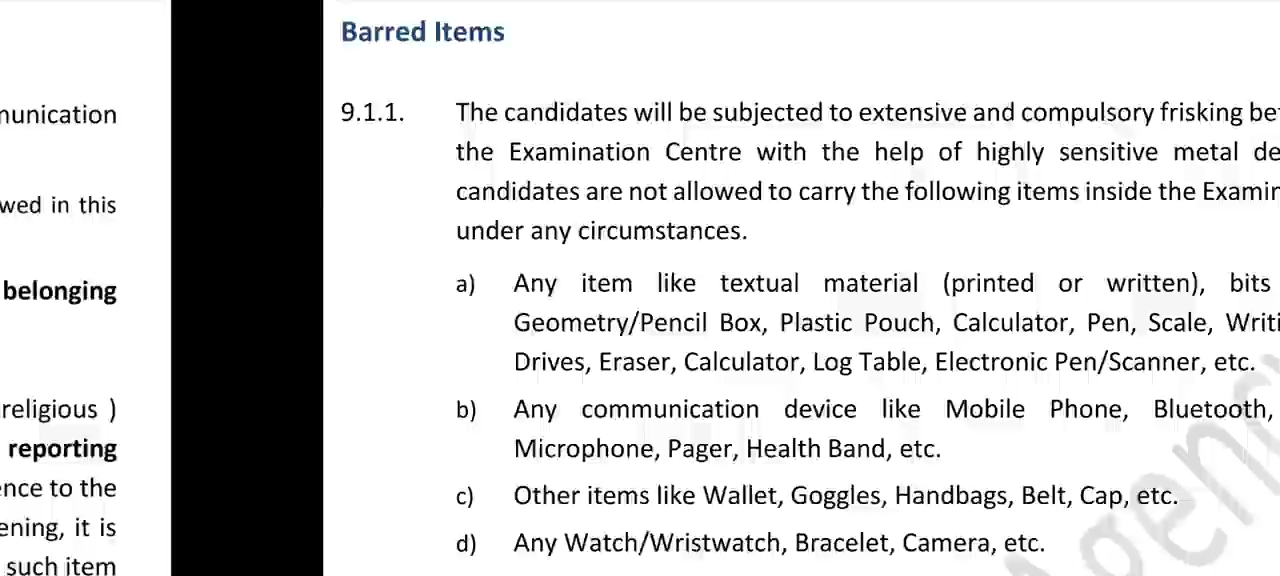 munication
wed in this
belonging
religious )
reporting
ence to the
ening, it is
such item
Barred Items
9.1.1. The candidates will be subjected to extensive and compulsory frisking be
the Examination Centre with the help of highly sensitive metal de
candidates are not allowed to carry the following items inside the Examin
under any circumstances.
a) Any item like textual material (printed or written), bits
Geometry/Pencil Box, Plastic Pouch, Calculator, Pen, Scale, Writi
Drives, Eraser, Calculator, Log Table, Electronic Pen/Scanner, etc.
b) Any communication device like Mobile Phone, Bluetooth,
Microphone, Pager, Health Band, etc.
c) Other items like Wallet, Goggles, Handbags, Belt, Cap, etc.
d) Any Watch/Wristwatch, Bracelet, Camera, etc.
Agen